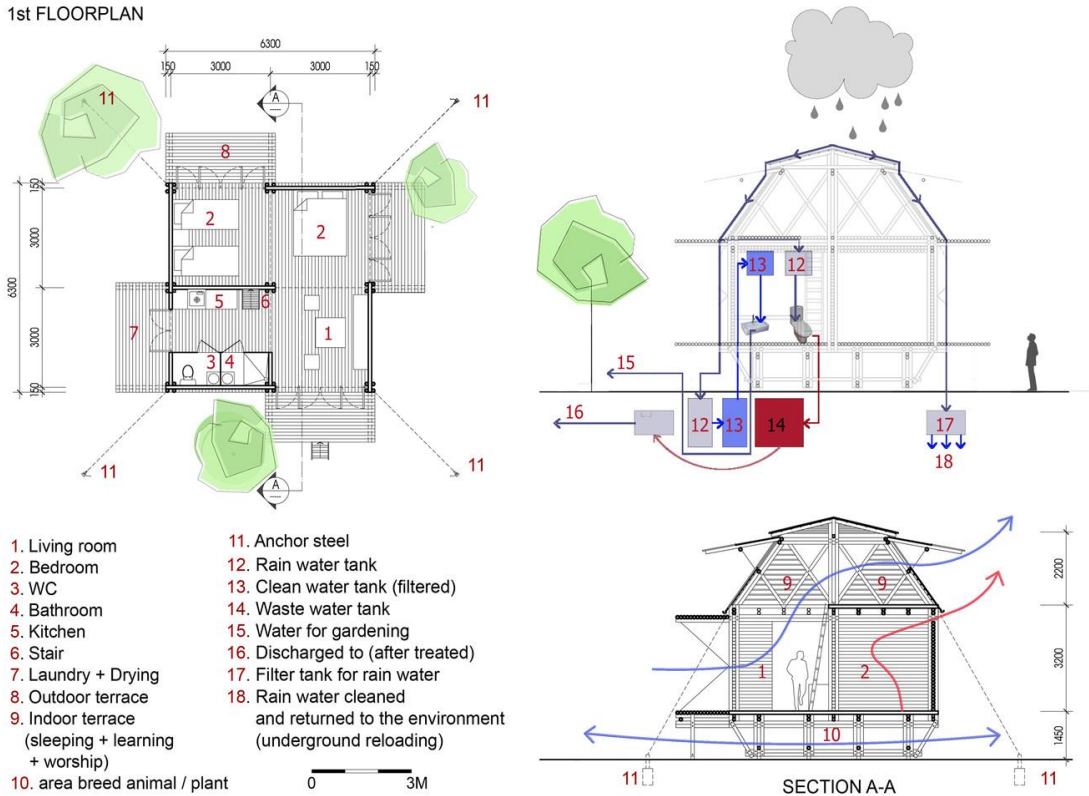 1st FLOORPLAN
6300
150 3000 3000 150
A
11
11
8
2
2
150
3000
6300
3000
150
5
6
7
1
3
4
11
11
A
13
12
15
16
12
13
14
17
18
1. Living room
2. Bedroom
3. WC
4. Bathroom
5. Kitchen
6. Stair
7. Laundry + Drying
8. Outdoor terrace
9. Indoor terrace
(sleeping + learning
+ worship)
10. area breed animal / plant
11. Anchor steel
12. Rain water tank
13. Clean water tank (filtered)
14. Waste water tank
15. Water for gardening
16. Discharged to (after treated)
17. Filter tank for rain water
18. Rain water cleaned
and returned to the environment
(underground reloading)
0 3M
9
9
2200
1
2
3200
10
1450
11
11
SECTION A-A